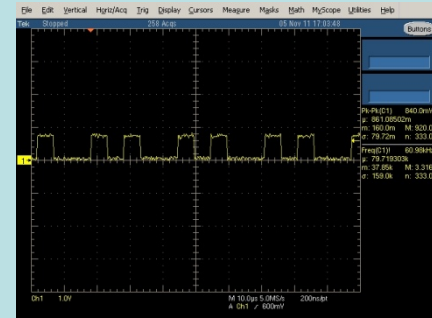 File Edit Vertical Horiz/Acq Trig Display Cursors Measure Masks Math MyScope Utilities Help
Tek Stopped 258 Acqs 05 Nov 11 17:03:48
Buttons
Pk-Pk(C1) 840.0mV
µ: 861.08502m
m: 160.0m M: 920.0
σ: 79.72m n: 333.0
Freq(C1)! 60.98kHz
µ: 79.719303k
m: 37.85k M: 3.316
σ: 159.0k n: 333.0
1
Ch1 1.0V M 10.0µs 5.0MS/s 200ns/pt
A Ch1 600mV